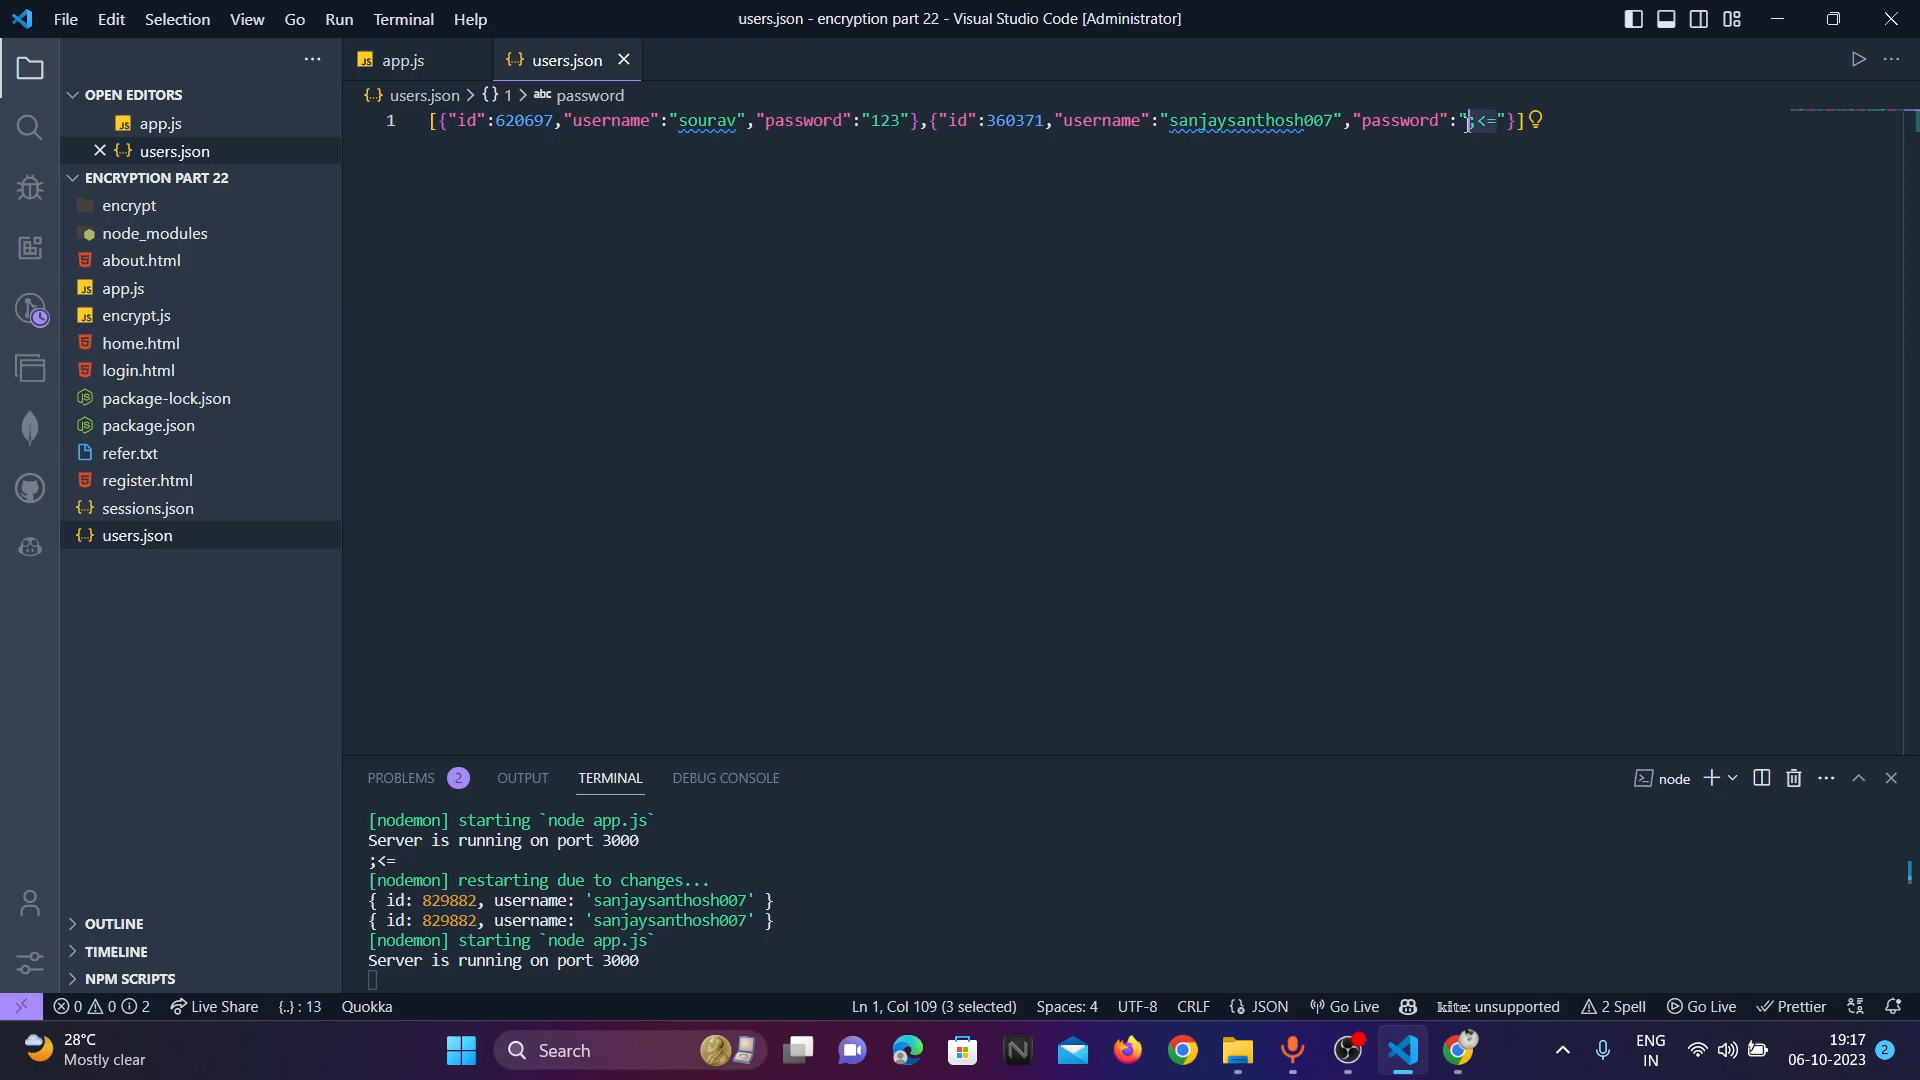 File Edit Selection View Go Run Terminal Help
users.json - encryption part 22 - Visual Studio Code [Administrator]
OPEN EDITORS
app.js
users.json
ENCRYPTION PART 22
encrypt
node_modules
about.html
app.js
encrypt.js
home.html
login.html
package-lock.json
package.json
refer.txt
register.html
sessions.json
users.json
OUTLINE
TIMELINE
NPM SCRIPTS
app.js
users.json
users.json > {} 1 > abc password
1 [{"id":620697,"username":"sourav","password":"123"},{"id":360371,"username":"sanjaysanthosh007","password":";<="}]
PROBLEMS 2 OUTPUT TERMINAL DEBUG CONSOLE
node
[nodemon] starting `node app.js`
Server is running on port 3000
;<=
[nodemon] restarting due to changes...
{ id: 829882, username: 'sanjaysanthosh007' }
{ id: 829882, username: 'sanjaysanthosh007' }
[nodemon] starting `node app.js`
Server is running on port 3000
0 0 2 Live Share {..} : 13 Quokka
Ln 1, Col 109 (3 selected) Spaces: 4 UTF-8 CRLF {} JSON Go Live kite: unsupported 2 Spell Go Live Prettier
28°C
Mostly clear
Search
ENG
IN
19:17
06-10-2023
2